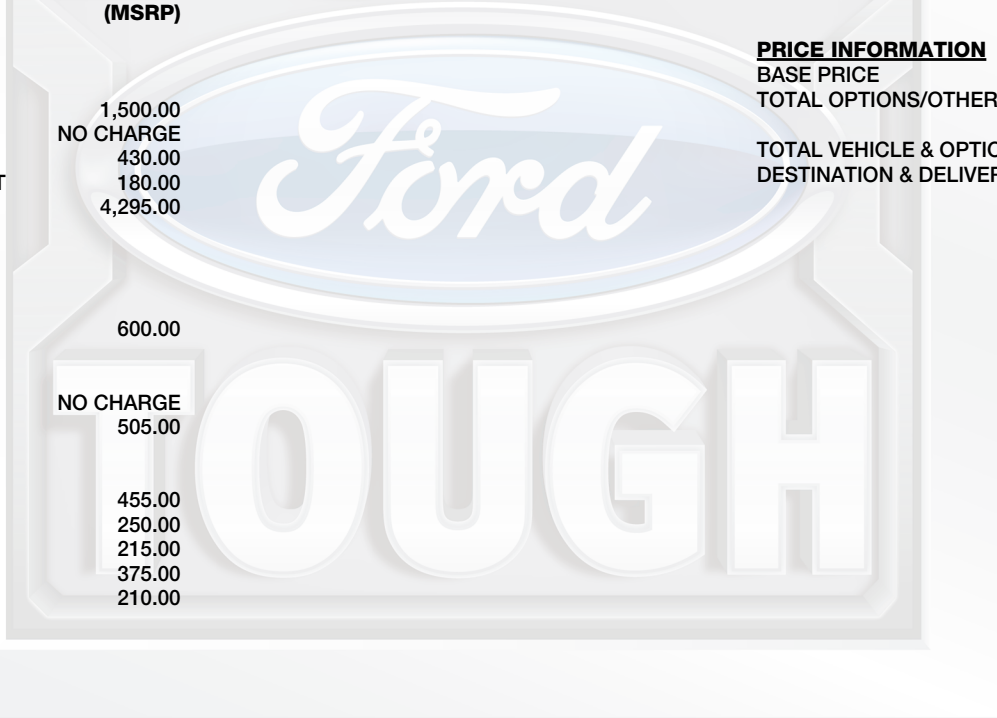 (MSRP)
1,500.00
NO CHARGE
430.00
T 180.00
4,295.00
600.00
NO CHARGE
505.00
455.00
250.00
215.00
375.00
210.00
PRICE INFORMATION
BASE PRICE
TOTAL OPTIONS/OTHER
TOTAL VEHICLE & OPTIO
DESTINATION & DELIVER
Ford
TOUGH